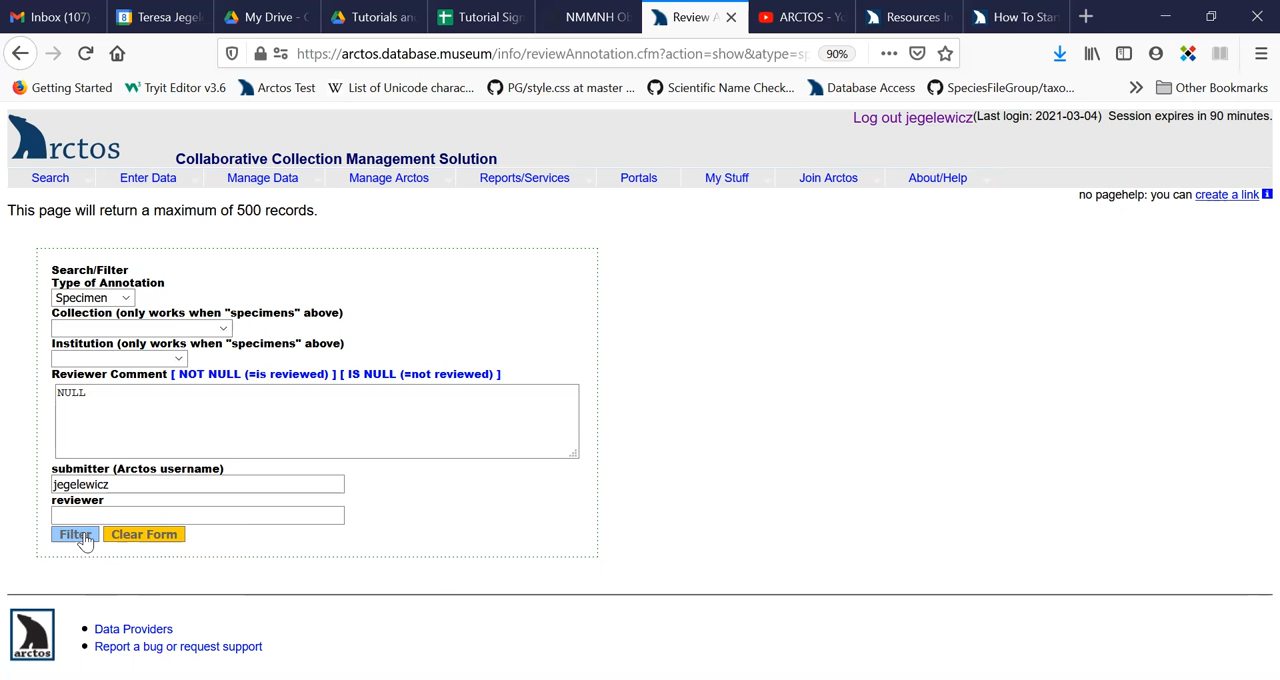 Inbox (107)
Teresa Jegel
My Drive - G
Tutorials an
Tutorial Sign
NMMNH Ob
Review A
ARCTOS - Yo
Resources In
How To Star
https://arctos.database.museum/info/reviewAnnotation.cfm?action=show&atype=sp
90%
Getting Started
Tryit Editor v3.6
Arctos Test
List of Unicode charac...
PG/style.css at master ...
Scientific Name Check...
Database Access
SpeciesFileGroup/taxo...
Other Bookmarks
Log out jegelewicz(Last login: 2021-03-04) Session expires in 90 minutes.
rctos
Collaborative Collection Management Solution
Search
Enter Data
Manage Data
Manage Arctos
Reports/Services
Portals
My Stuff
Join Arctos
About/Help
no pagehelp: you can create a link
This page will return a maximum of 500 records.
Search/Filter
Type of Annotation
Specimen
Collection (only works when "specimens" above)
Institution (only works when "specimens" above)
Reviewer Comment [ NOT NULL (=is reviewed) ] [ IS NULL (=not reviewed) ]
NULL
submitter (Arctos username)
jegelewicz
reviewer
Filter
Clear Form
arctos
Data Providers
Report a bug or request support